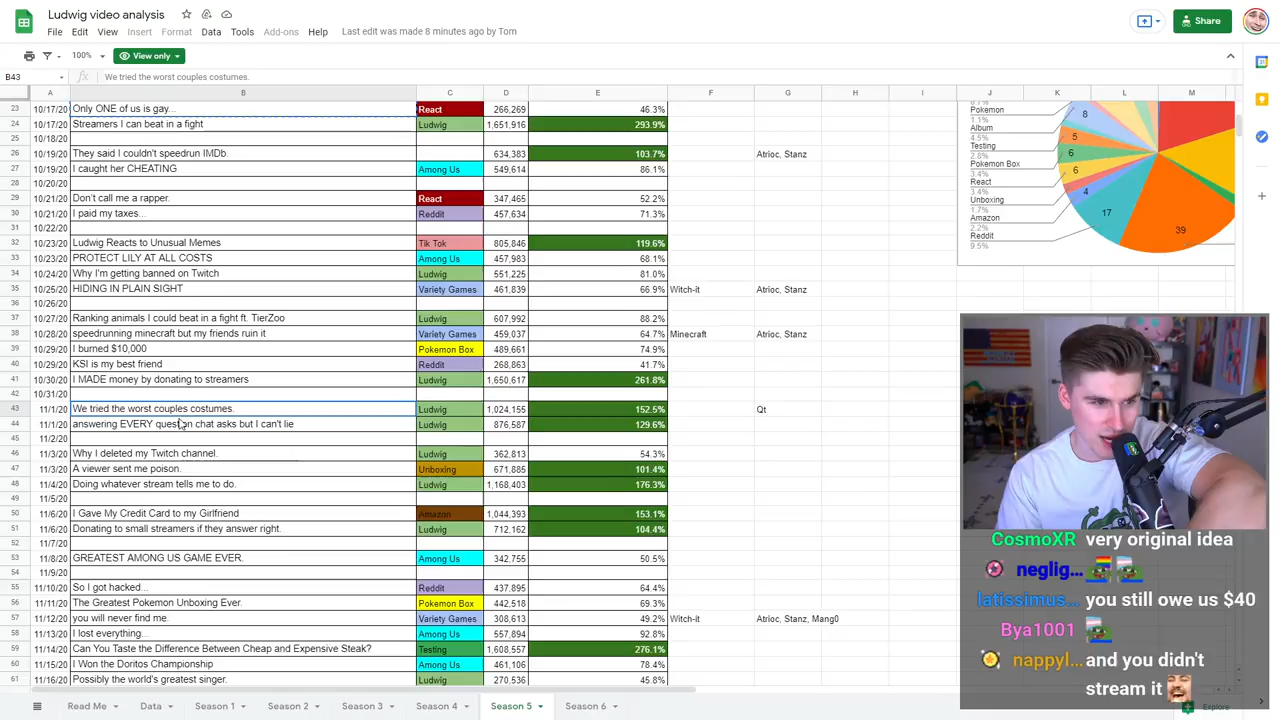 Ludwig video analysis
File Edit View Insert Format Data Tools Add-ons Help Last edit was made 8 minutes ago by Tom
Share
100% View only
B43 fx We tried the worst couples costumes.
A B C D E F G H I J K L M
23 10/17/20 Only ONE of us is gay... React 266,269 46.3%
24 10/17/20 Streamers I can beat in a fight Ludwig 1,651,916 293.9%
25 10/18/20
26 10/19/20 They said I couldn't speedrun IMDb. 634,383 103.7% Atrioc, Stanz
27 10/19/20 I caught her CHEATING Among Us 549,614 86.1%
28 10/20/20
29 10/21/20 Don't call me a rapper. React 347,465 52.2%
30 10/21/20 I paid my taxes... Reddit 457,634 71.3%
31 10/22/20
32 10/23/20 Ludwig Reacts to Unusual Memes Tik Tok 805,846 119.6%
33 10/23/20 PROTECT LILY AT ALL COSTS Among Us 457,983 68.1%
34 10/24/20 Why I'm getting banned on Twitch Ludwig 551,225 81.0%
35 10/25/20 HIDING IN PLAIN SIGHT Variety Games 461,839 66.9% Witch-it Atrioc, Stanz
36 10/26/20
37 10/27/20 Ranking animals I could beat in a fight ft. TierZoo Ludwig 607,992 88.2%
38 10/28/20 speedrunning minecraft but my friends ruin it Variety Games 459,037 64.7% Minecraft Atrioc, Stanz
39 10/29/20 I burned $10,000 Pokemon Box 489,661 74.9%
40 10/29/20 KSI is my best friend Reddit 268,863 41.7%
41 10/30/20 I MADE money by donating to streamers Ludwig 1,650,617 261.8%
42 10/31/20
43 11/1/20 We tried the worst couples costumes. Ludwig 1,024,155 152.5% Qt
44 11/1/20 answering EVERY question chat asks but I can't lie Ludwig 876,587 129.6%
45 11/2/20
46 11/3/20 Why I deleted my Twitch channel. Ludwig 362,813 54.3%
47 11/3/20 A viewer sent me poison. Unboxing 671,885 101.4%
48 11/4/20 Doing whatever stream tells me to do. Ludwig 1,168,403 176.3%
49 11/5/20
50 11/6/20 I Gave My Credit Card to my Girlfriend Amazon 1,044,393 153.1%
51 11/6/20 Donating to small streamers if they answer right. Ludwig 712,162 104.4%
52 11/7/20
53 11/8/20 GREATEST AMONG US GAME EVER. Among Us 342,755 50.5%
54 11/9/20
55 11/10/20 So I got hacked... Reddit 437,895 64.4%
56 11/11/20 The Greatest Pokemon Unboxing Ever. Pokemon Box 442,518 69.3%
57 11/12/20 you will never find me. Variety Games 308,613 49.2% Witch-it Atrioc, Stanz, Mang0
58 11/13/20 I lost everything... Among Us 557,894 92.8%
59 11/14/20 Can You Taste the Difference Between Cheap and Expensive Steak? Testing 1,608,557 276.1%
60 11/15/20 I Won the Doritos Championship Among Us 461,106 78.4%
61 11/16/20 Possibly the world's greatest singer. Ludwig 270,536 45.8%
Pokemon
1.1%
Album
4.5%
Testing
2.8%
Pokemon Box
3.4%
React
3.4%
Unboxing
1.7%
Amazon
2.2%
Reddit
9.5%
8
5
6
6
4
17
39
CosmoXR very original idea
neglig...
latissimus... you still owe us $40
Bya1001
nappyl... and you didn't
stream it
Read Me Data Season 1 Season 2 Season 3 Season 4 Season 5 Season 6 Explore